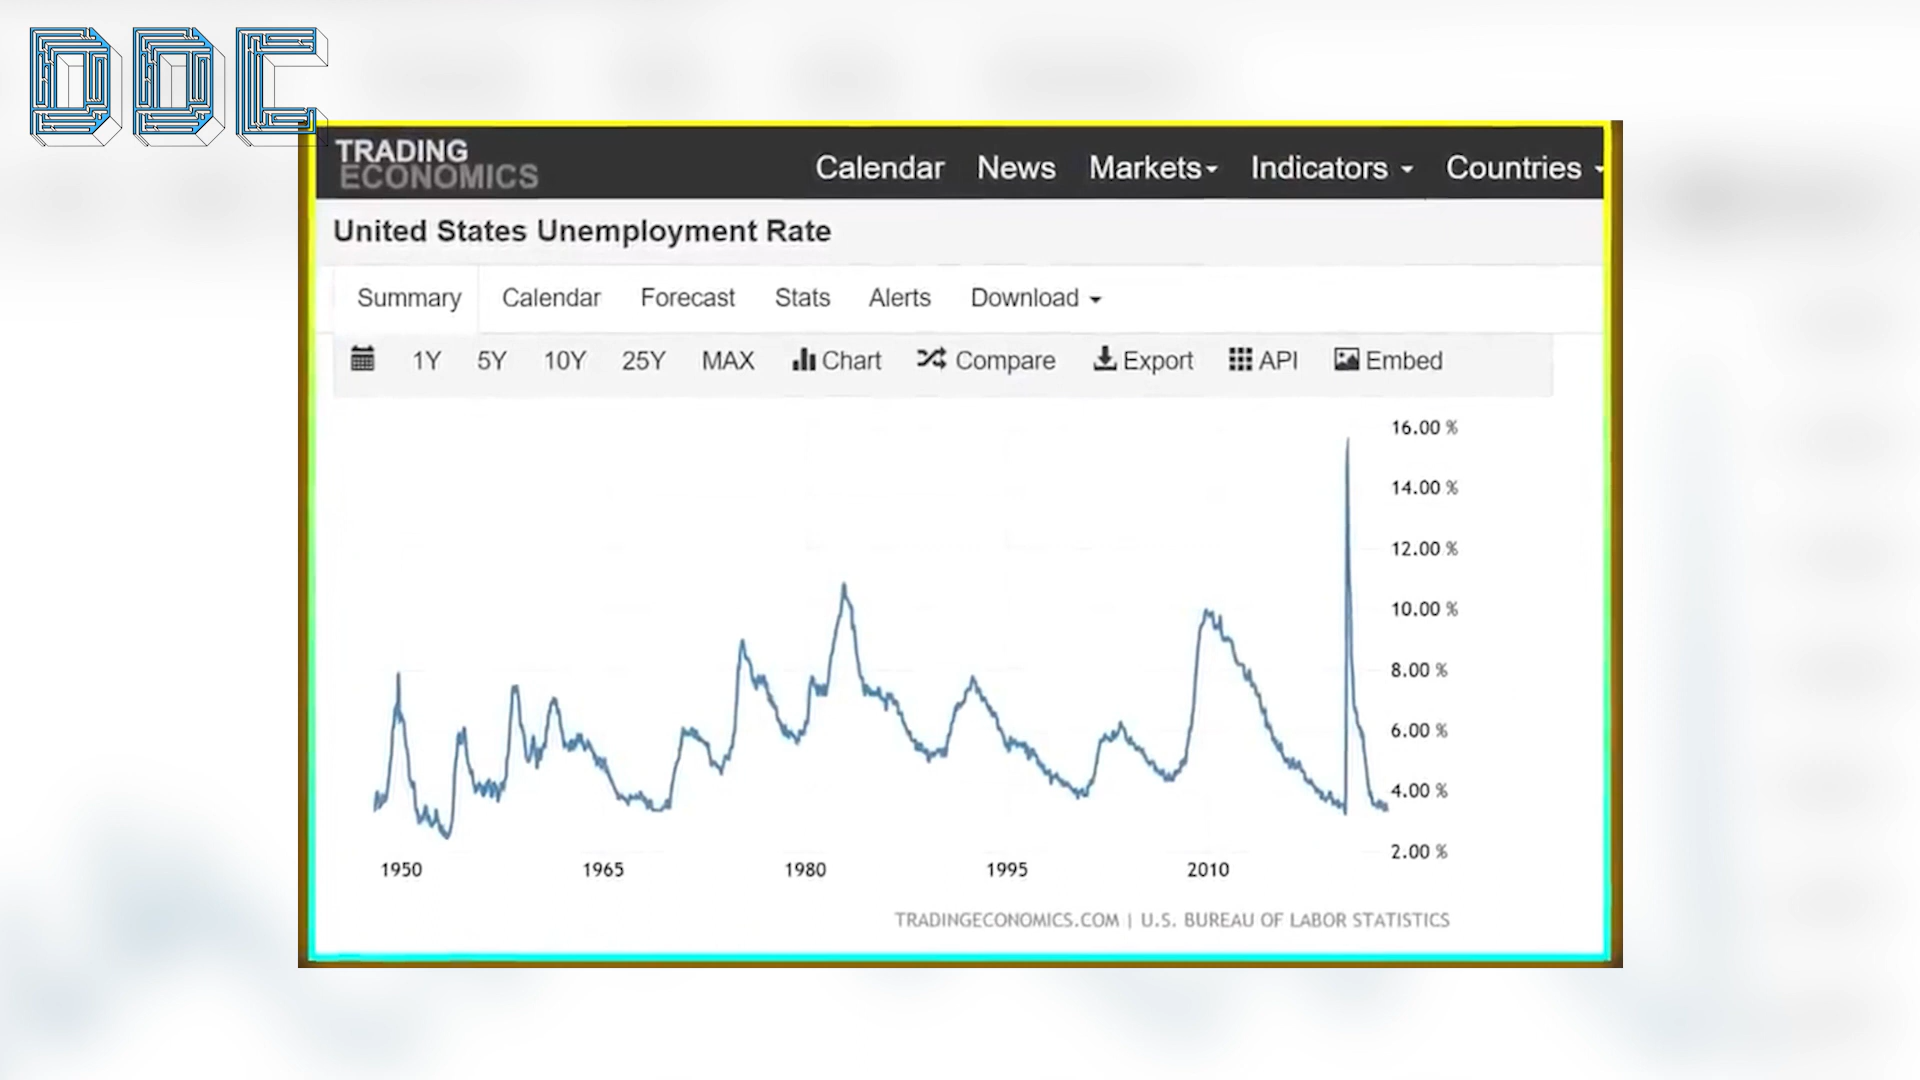 DDC
TRADING
ECONOMICS
Calendar News Markets Indicators Countries
United States Unemployment Rate
Summary Calendar Forecast Stats Alerts Download
1Y 5Y 10Y 25Y MAX Chart Compare Export API Embed
16.00 %
14.00 %
12.00 %
10.00 %
8.00 %
6.00 %
4.00 %
2.00 %
1950 1965 1980 1995 2010
TRADINGECONOMICS.COM | U.S. BUREAU OF LABOR STATISTICS